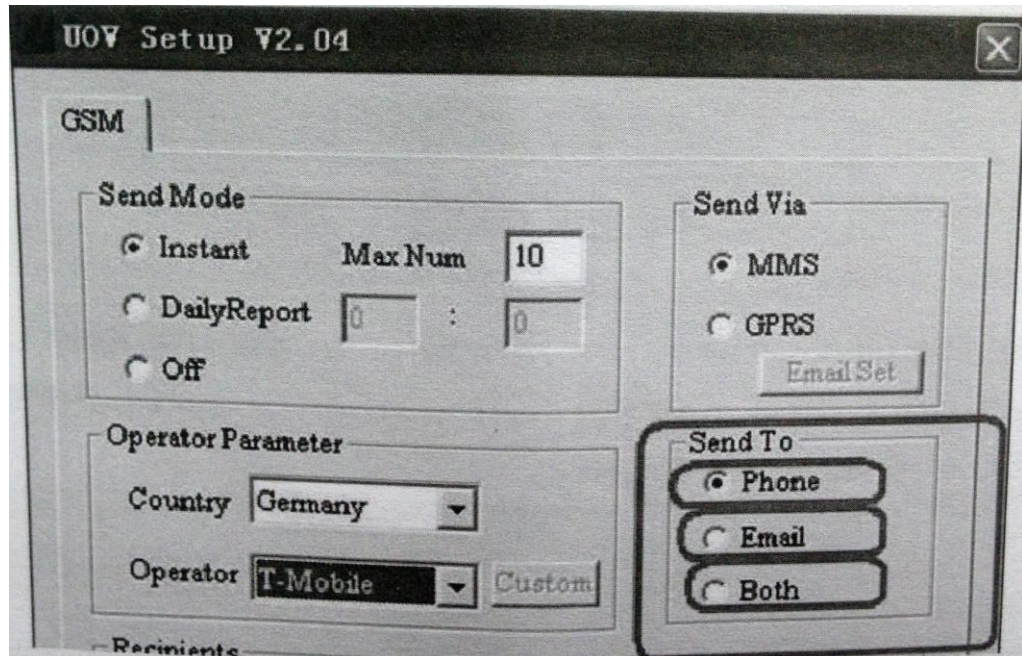 UOV Setup V2.04
GSM
Send Mode
Instant Max Num 10
DailyReport 0 : 0
Off
Send Via
MMS
GPRS
Email Set
Operator Parameter
Country Germany
Operator T-Mobile Custom
Send To
Phone
Email
Both
Recipients